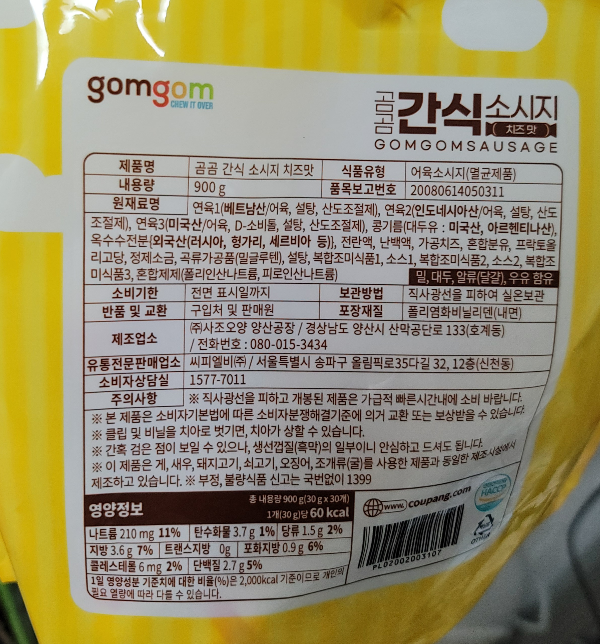 gomgom
CHEW IT OVER
곰곰 간식 소시지
치즈 맛
GOMGOMSAUSAGE
제품명 곰곰 간식 소시지 치즈맛 식품유형 어육소시지(멸균제품)
내용량 900 g 품목보고번호 20080614050311
원재료명 연육1(베트남산/어육, 설탕, 산도조절제), 연육2(인도네시아산/어육, 설탕, 산도
조절제), 연육3(미국산/어육, D-소비톨, 설탕, 산도조절제), 콩기름(대두유 : 미국산, 아르헨티나산),
옥수수전분{외국산(러시아, 헝가리, 세르비아 등)}, 전란액, 난백액, 가공치즈, 혼합분유, 프락토올
리고당, 정제소금, 곡류가공품(밀글루텐), 설탕, 복합조미식품1, 소스1, 복합조미식품2, 소스2, 복합조
미식품3, 혼합제제(폴리인산나트륨, 피로인산나트륨) 밀, 대두, 알류(달걀), 우유 함유
소비기한 전면 표시일까지 보관방법 직사광선을 피하여 실온보관
반품 및 교환 구입처 및 판매원 포장재질 폴리염화비닐리덴(내면)
제조업소 ㈜사조오양 양산공장 / 경상남도 양산시 산막공단로 133(호계동)
/ 전화번호 : 080-015-3434
유통전문판매업소 씨피엘비㈜ / 서울특별시 송파구 올림픽로35다길 32, 12층(신천동)
소비자상담실 1577-7011
주의사항 ※ 직사광선을 피하고 개봉된 제품은 가급적 빠른시간내에 소비 바랍니다.
※ 본 제품은 소비자기본법에 따른 소비자분쟁해결기준에 의거 교환 또는 보상받을 수 있습니다.
※ 클립 및 비닐을 치아로 벗기면, 치아가 상할 수 있습니다.
※ 간혹 검은 점이 보일 수 있으나, 생선껍질(흑막)의 일부이니 안심하고 드셔도 됩니다.
※ 이 제품은 게, 새우, 돼지고기, 쇠고기, 오징어, 조개류(굴)를 사용한 제품과 동일한 제조시설에서
제조하고 있습니다. ※ 부정, 불량식품 신고는 국번없이 1399
영양정보 총 내용량 900 g(30 g x 30개)
1개(30 g)당 60 kcal
나트륨 210 mg 11% 탄수화물 3.7 g 1% 당류 1.5 g 2%
지방 3.6 g 7% 트랜스지방 0g 포화지방 0.9 g 6%
콜레스테롤 6 mg 2% 단백질 2.7 g 5%
1일 영양성분 기준치에 대한 비율(%)은 2,000kcal 기준이므로 개인의
필요 열량에 따라 다를 수 있습니다.
www. coupang.com
HACCP
PL02002003107